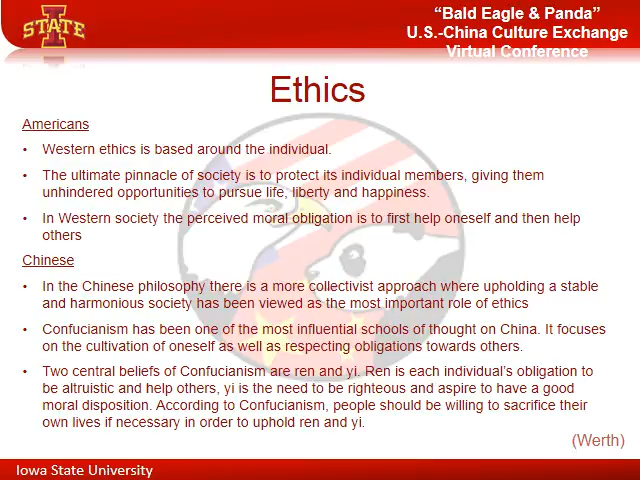 STATE
“Bald Eagle & Panda”
U.S.-China Culture Exchange
Virtual Conference
Ethics
Americans
• Western ethics is based around the individual.
• The ultimate pinnacle of society is to protect its individual members, giving them
unhindered opportunities to pursue life, liberty and happiness.
• In Western society the perceived moral obligation is to first help oneself and then help
others
Chinese
• In the Chinese philosophy there is a more collectivist approach where upholding a stable
and harmonious society has been viewed as the most important role of ethics
• Confucianism has been one of the most influential schools of thought on China. It focuses
on the cultivation of oneself as well as respecting obligations towards others.
• Two central beliefs of Confucianism are ren and yi. Ren is each individual’s obligation to
be altruistic and help others, yi is the need to be righteous and aspire to have a good
moral disposition. According to Confucianism, people should be willing to sacrifice their
own lives if necessary in order to uphold ren and yi.
(Werth)
Iowa State University